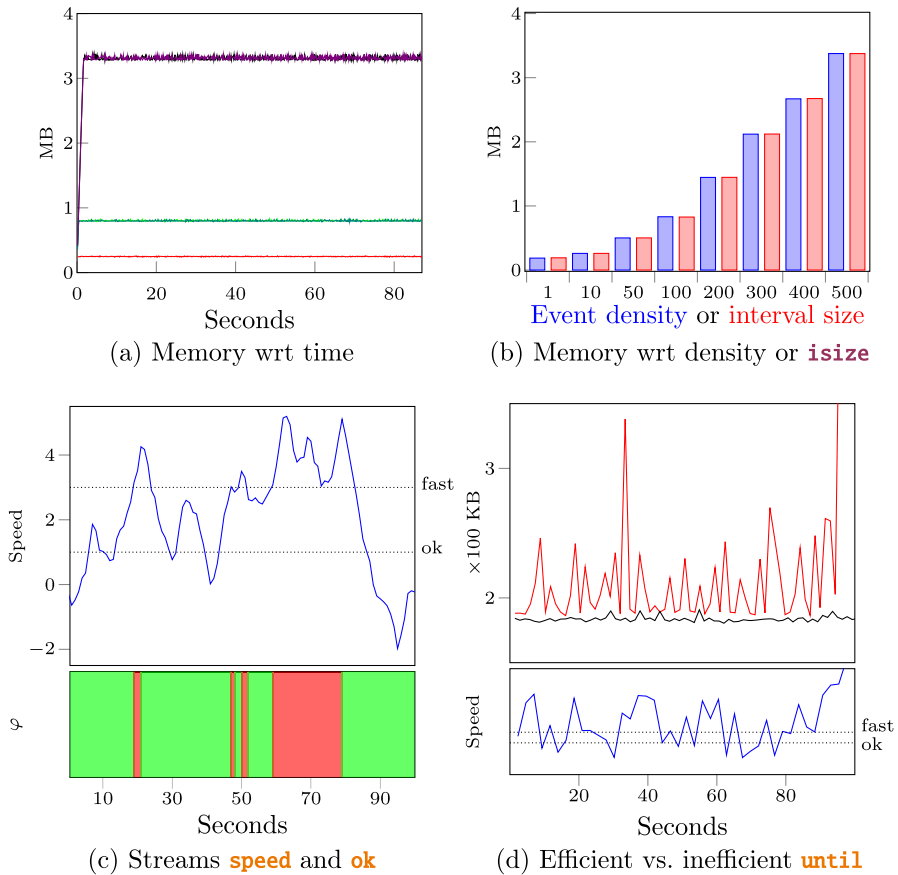 4
3
2
1
0
MB
0 20 40 60 80
Seconds
(a) Memory wrt time
4
3
2
1
0
MB
1 10 50 100 200 300 400 500
Event density or interval size
(b) Memory wrt density or isize
4
2
0
−2
Speed
fast
ok
φ
10 30 50 70 90
Seconds
(c) Streams speed and ok
3
2
×100 KB
Speed
fast
ok
20 40 60 80
Seconds
(d) Efficient vs. inefficient until